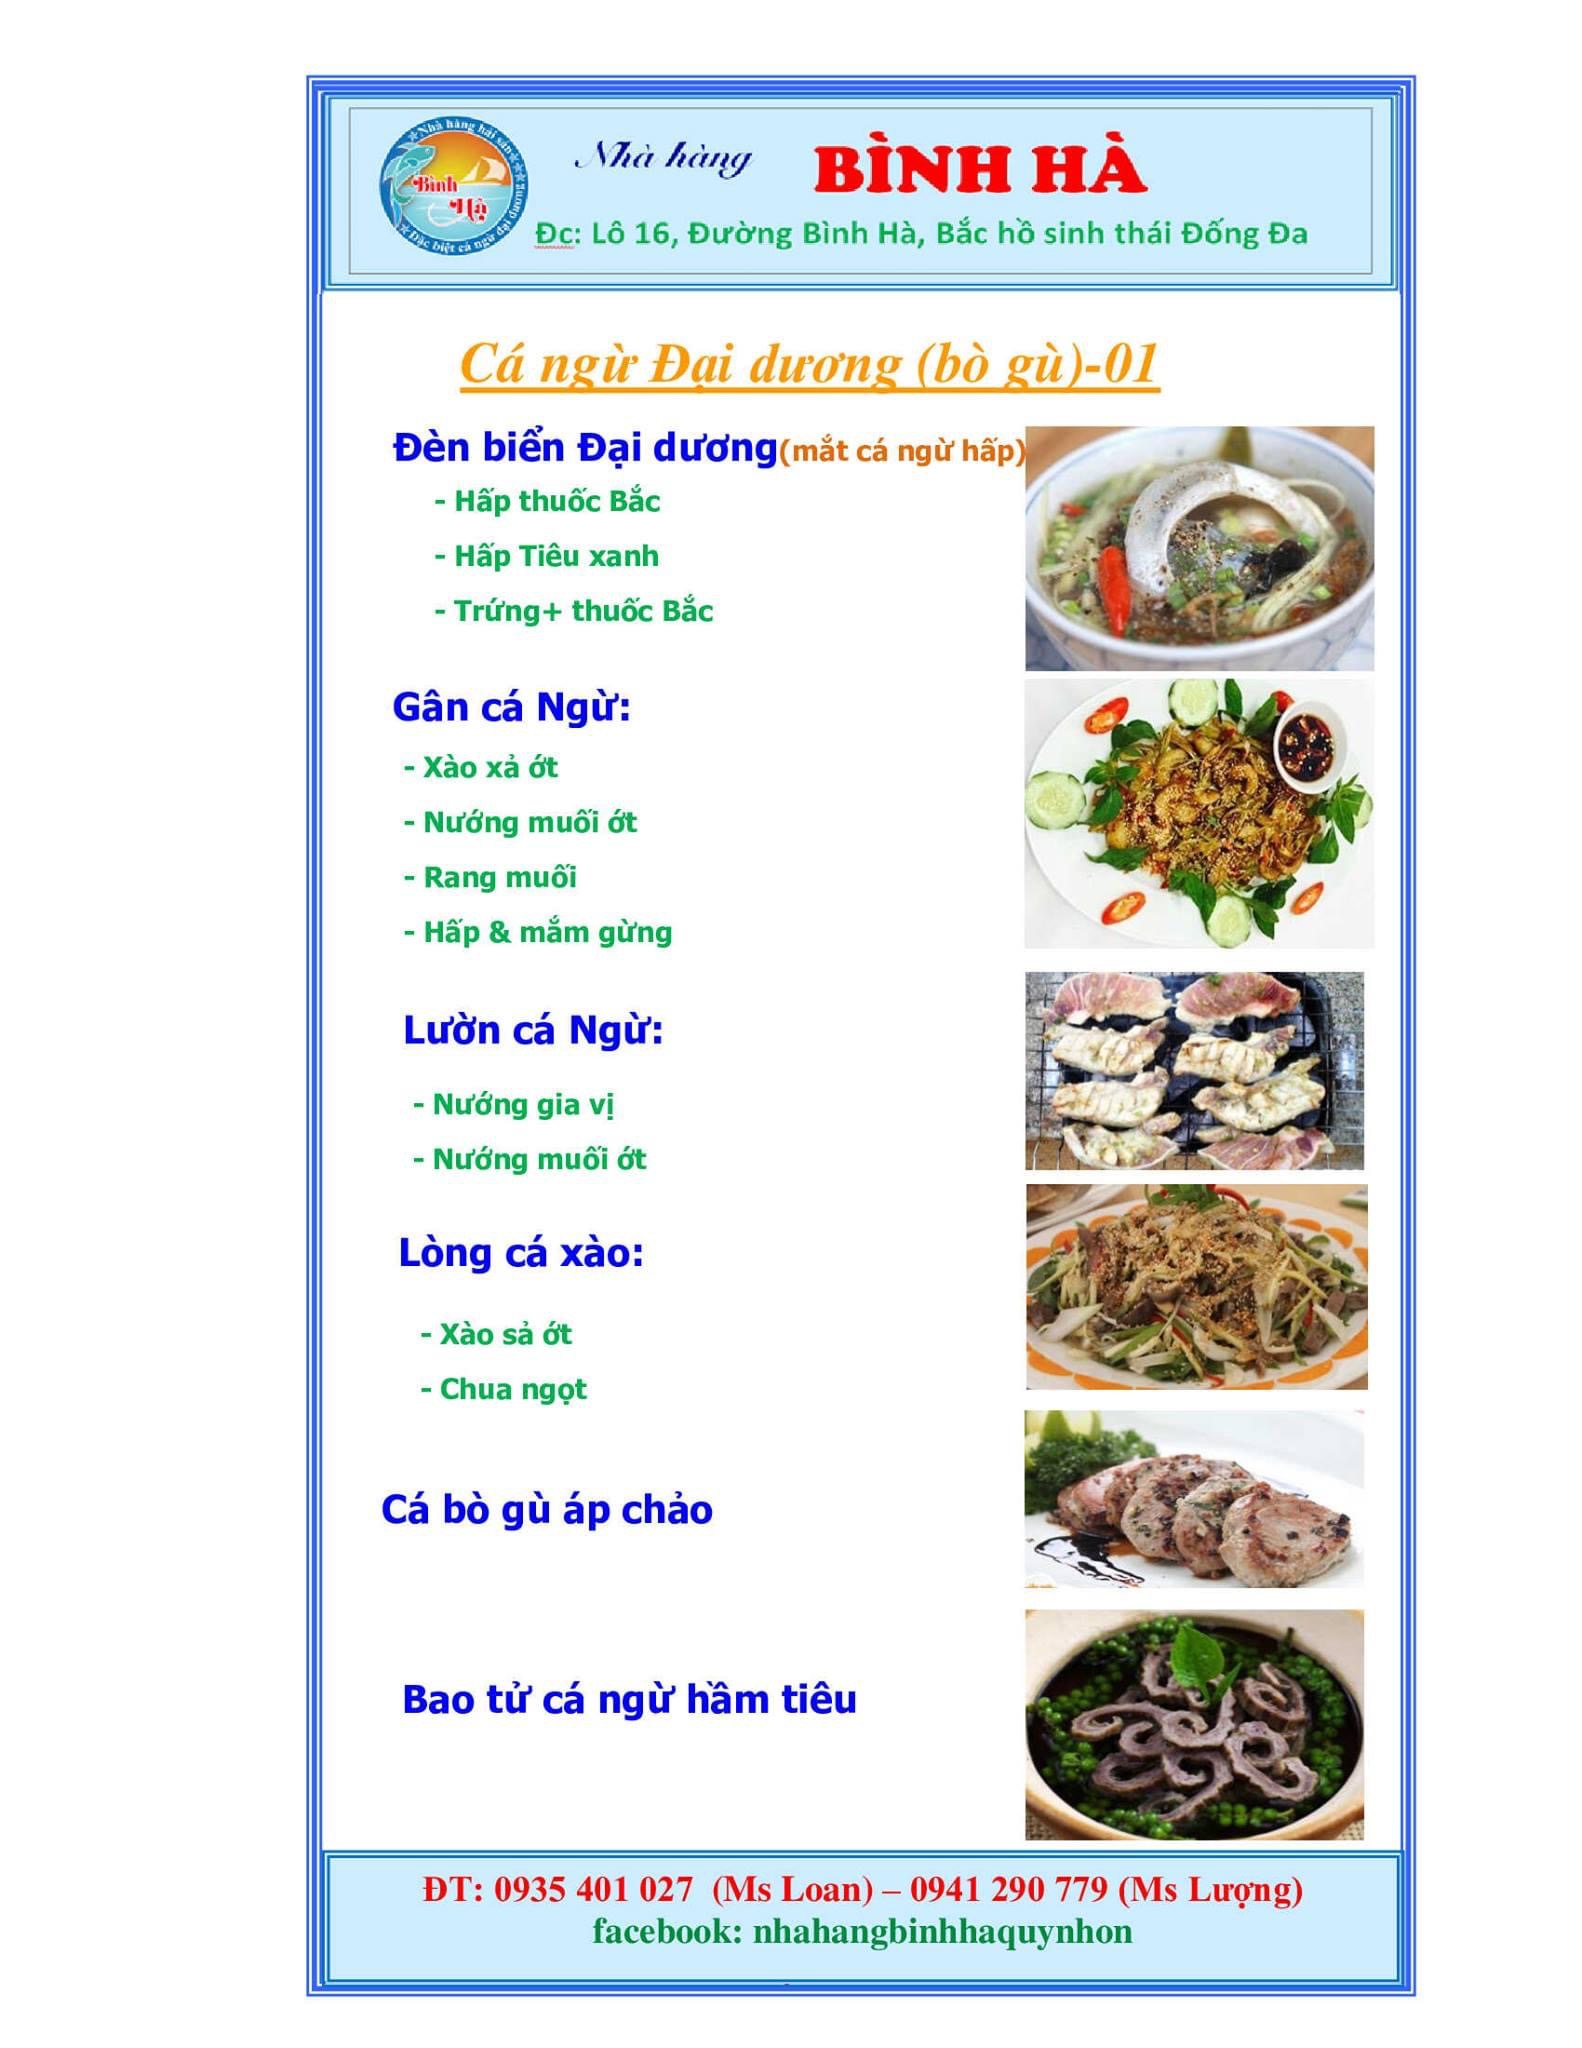 Nhà hàng hải sản
Bình
Hà
Đặc biệt cá ngừ đại dương
Nhà hàng BÌNH HÀ
Đc: Lô 16, Đường Bình Hà, Bắc hồ sinh thái Đống Đa
Cá ngừ Đại dương (bò gù)-01
Đèn biển Đại dương(mắt cá ngừ hấp)
- Hấp thuốc Bắc
- Hấp Tiêu xanh
- Trứng+ thuốc Bắc
Gân cá Ngừ:
- Xào xả ớt
- Nướng muối ớt
- Rang muối
- Hấp & mắm gừng
Lườn cá Ngừ:
- Nướng gia vị
- Nướng muối ớt
Lòng cá xào:
- Xào sả ớt
- Chua ngọt
Cá bò gù áp chảo
Bao tử cá ngừ hầm tiêu
ĐT: 0935 401 027 (Ms Loan) – 0941 290 779 (Ms Lượng)
facebook: nhahangbinhhaquynhon